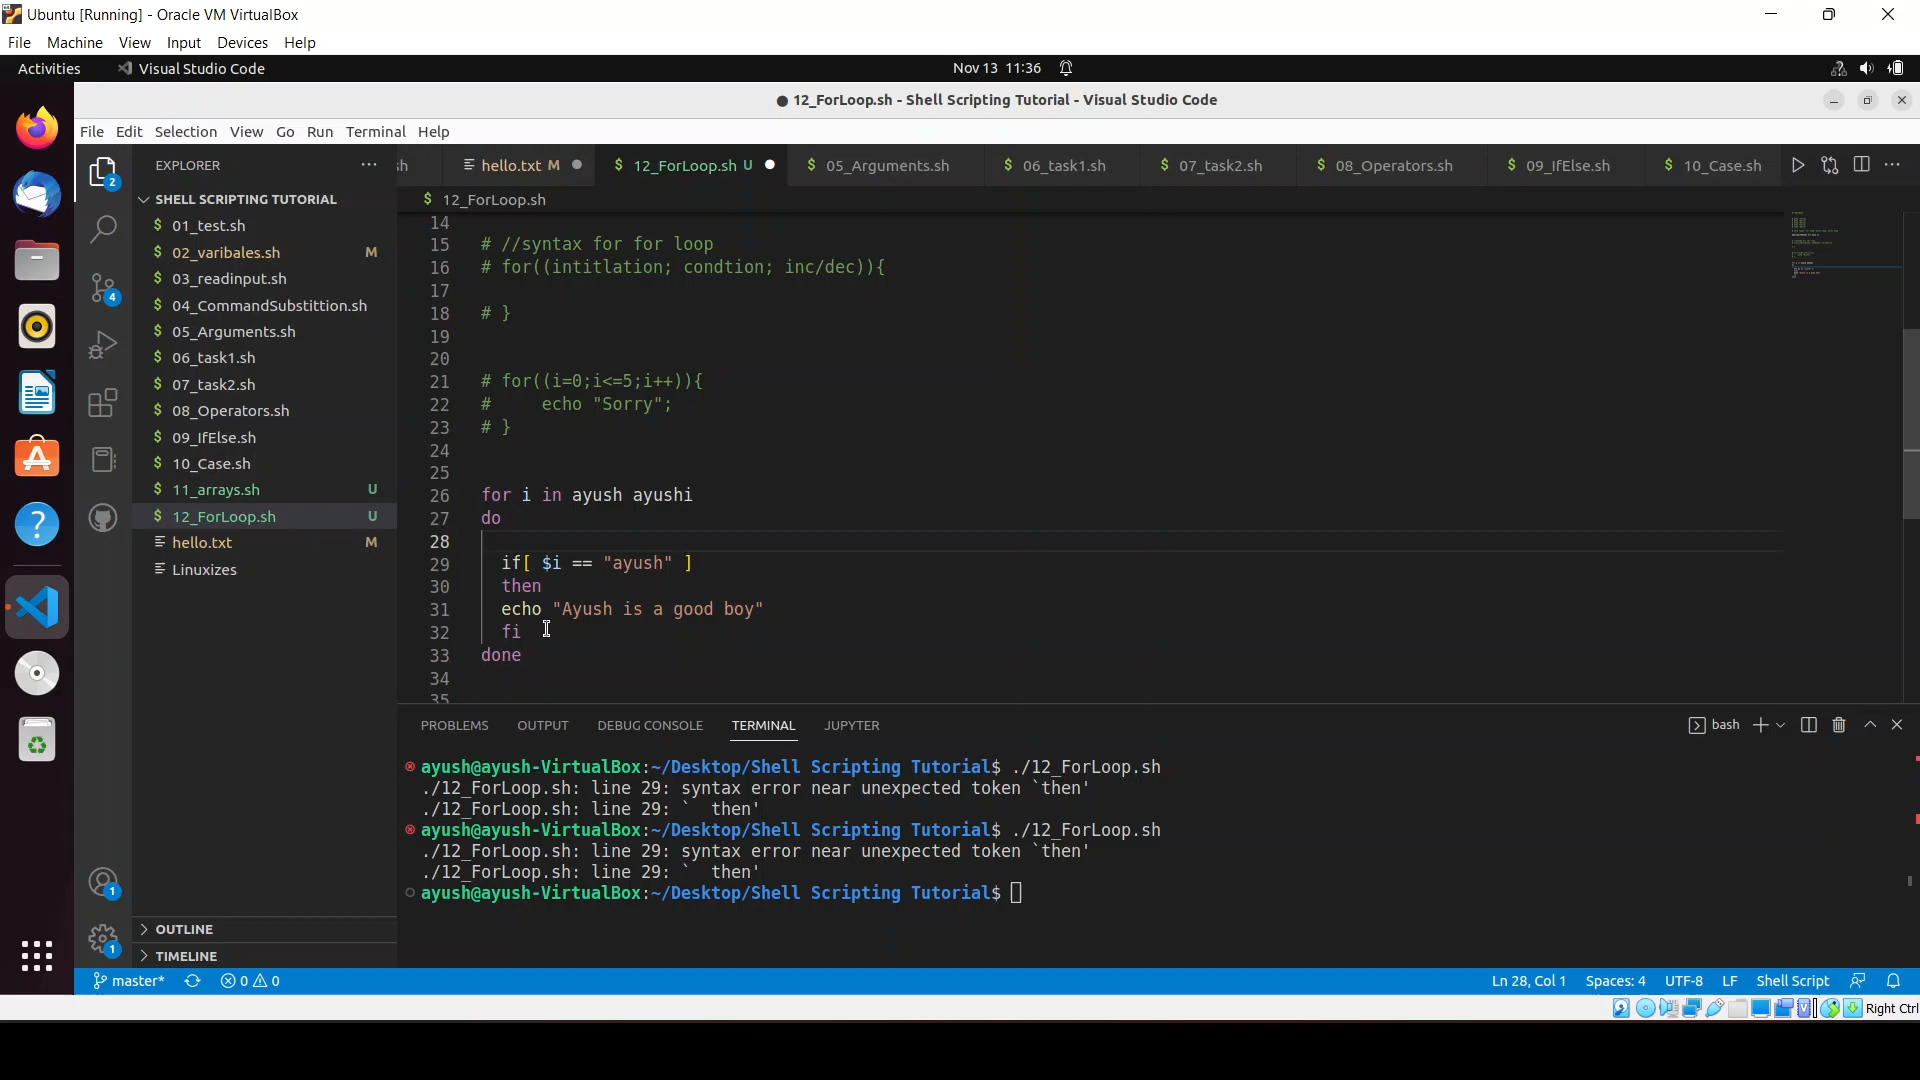 Ubuntu [Running] - Oracle VM VirtualBox
File Machine View Input Devices Help
Activities Visual Studio Code Nov 13 11:36
12_ForLoop.sh - Shell Scripting Tutorial - Visual Studio Code
File Edit Selection View Go Run Terminal Help
EXPLORER
SHELL SCRIPTING TUTORIAL
$ 01_test.sh
$ 02_varibales.sh M
$ 03_readinput.sh
$ 04_CommandSubstittion.sh
$ 05_Arguments.sh
$ 06_task1.sh
$ 07_task2.sh
$ 08_Operators.sh
$ 09_IfElse.sh
$ 10_Case.sh
$ 11_arrays.sh U
$ 12_ForLoop.sh U
hello.txt M
Linuxizes
OUTLINE
TIMELINE
2
4
1
1
sh hello.txt M $ 12_ForLoop.sh U $ 05_Arguments.sh $ 06_task1.sh $ 07_task2.sh $ 08_Operators.sh $ 09_IfElse.sh $ 10_Case.sh
$ 12_ForLoop.sh
14
15 # //syntax for for loop
16 # for((intitlation; condtion; inc/dec)){
17
18 # }
19
20
21 # for((i=0;i<=5;i++)){
22 #     echo "Sorry";
23 # }
24
25
26 for i in ayush ayushi
27 do
28
29   if[ $i == "ayush" ]
30   then
31   echo "Ayush is a good boy"
32   fi
33 done
34
35
PROBLEMS OUTPUT DEBUG CONSOLE TERMINAL JUPYTER bash
ayush@ayush-VirtualBox:~/Desktop/Shell Scripting Tutorial$ ./12_ForLoop.sh
./12_ForLoop.sh: line 29: syntax error near unexpected token `then'
./12_ForLoop.sh: line 29: `  then'
ayush@ayush-VirtualBox:~/Desktop/Shell Scripting Tutorial$ ./12_ForLoop.sh
./12_ForLoop.sh: line 29: syntax error near unexpected token `then'
./12_ForLoop.sh: line 29: `  then'
ayush@ayush-VirtualBox:~/Desktop/Shell Scripting Tutorial$
master* 0 0 Ln 28, Col 1 Spaces: 4 UTF-8 LF Shell Script
Right Ctrl